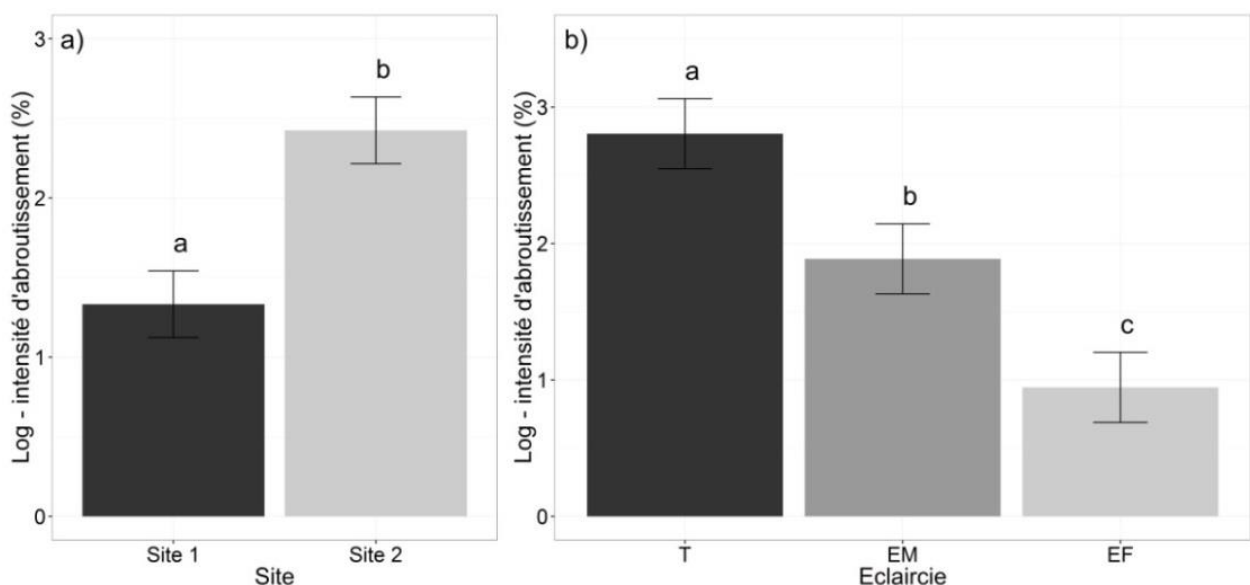 a)
Log - intensité d'abroutissement (%)
3
2
1
0
a
b
Site 1
Site 2
Site
b)
Log - intensité d'abroutissement (%)
3
2
1
0
a
b
c
T
EM
EF
Eclaircie